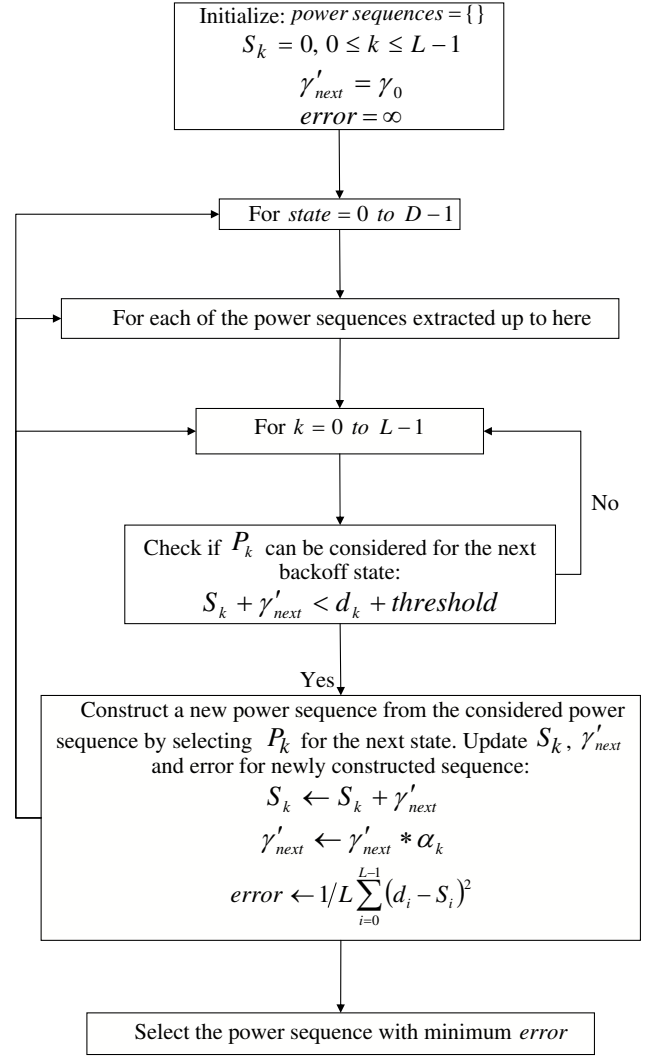 Initialize: power sequences = {}
S_k = 0, 0 ≤ k ≤ L − 1
γ′_next = γ_0
error = ∞
For state = 0 to D − 1
For each of the power sequences extracted up to here
For k = 0 to L − 1
No
Check if P_k can be considered for the next
backoff state:
S_k + γ′_next < d_k + threshold
Yes
Construct a new power sequence from the considered power
sequence by selecting P_k for the next state. Update S_k , γ′_next
and error for newly constructed sequence:
S_k ← S_k + γ′_next
γ′_next ← γ′_next * α_k
error ← 1/L ∑_{i=0}^{L−1} (d_i − S_i)^2
Select the power sequence with minimum error